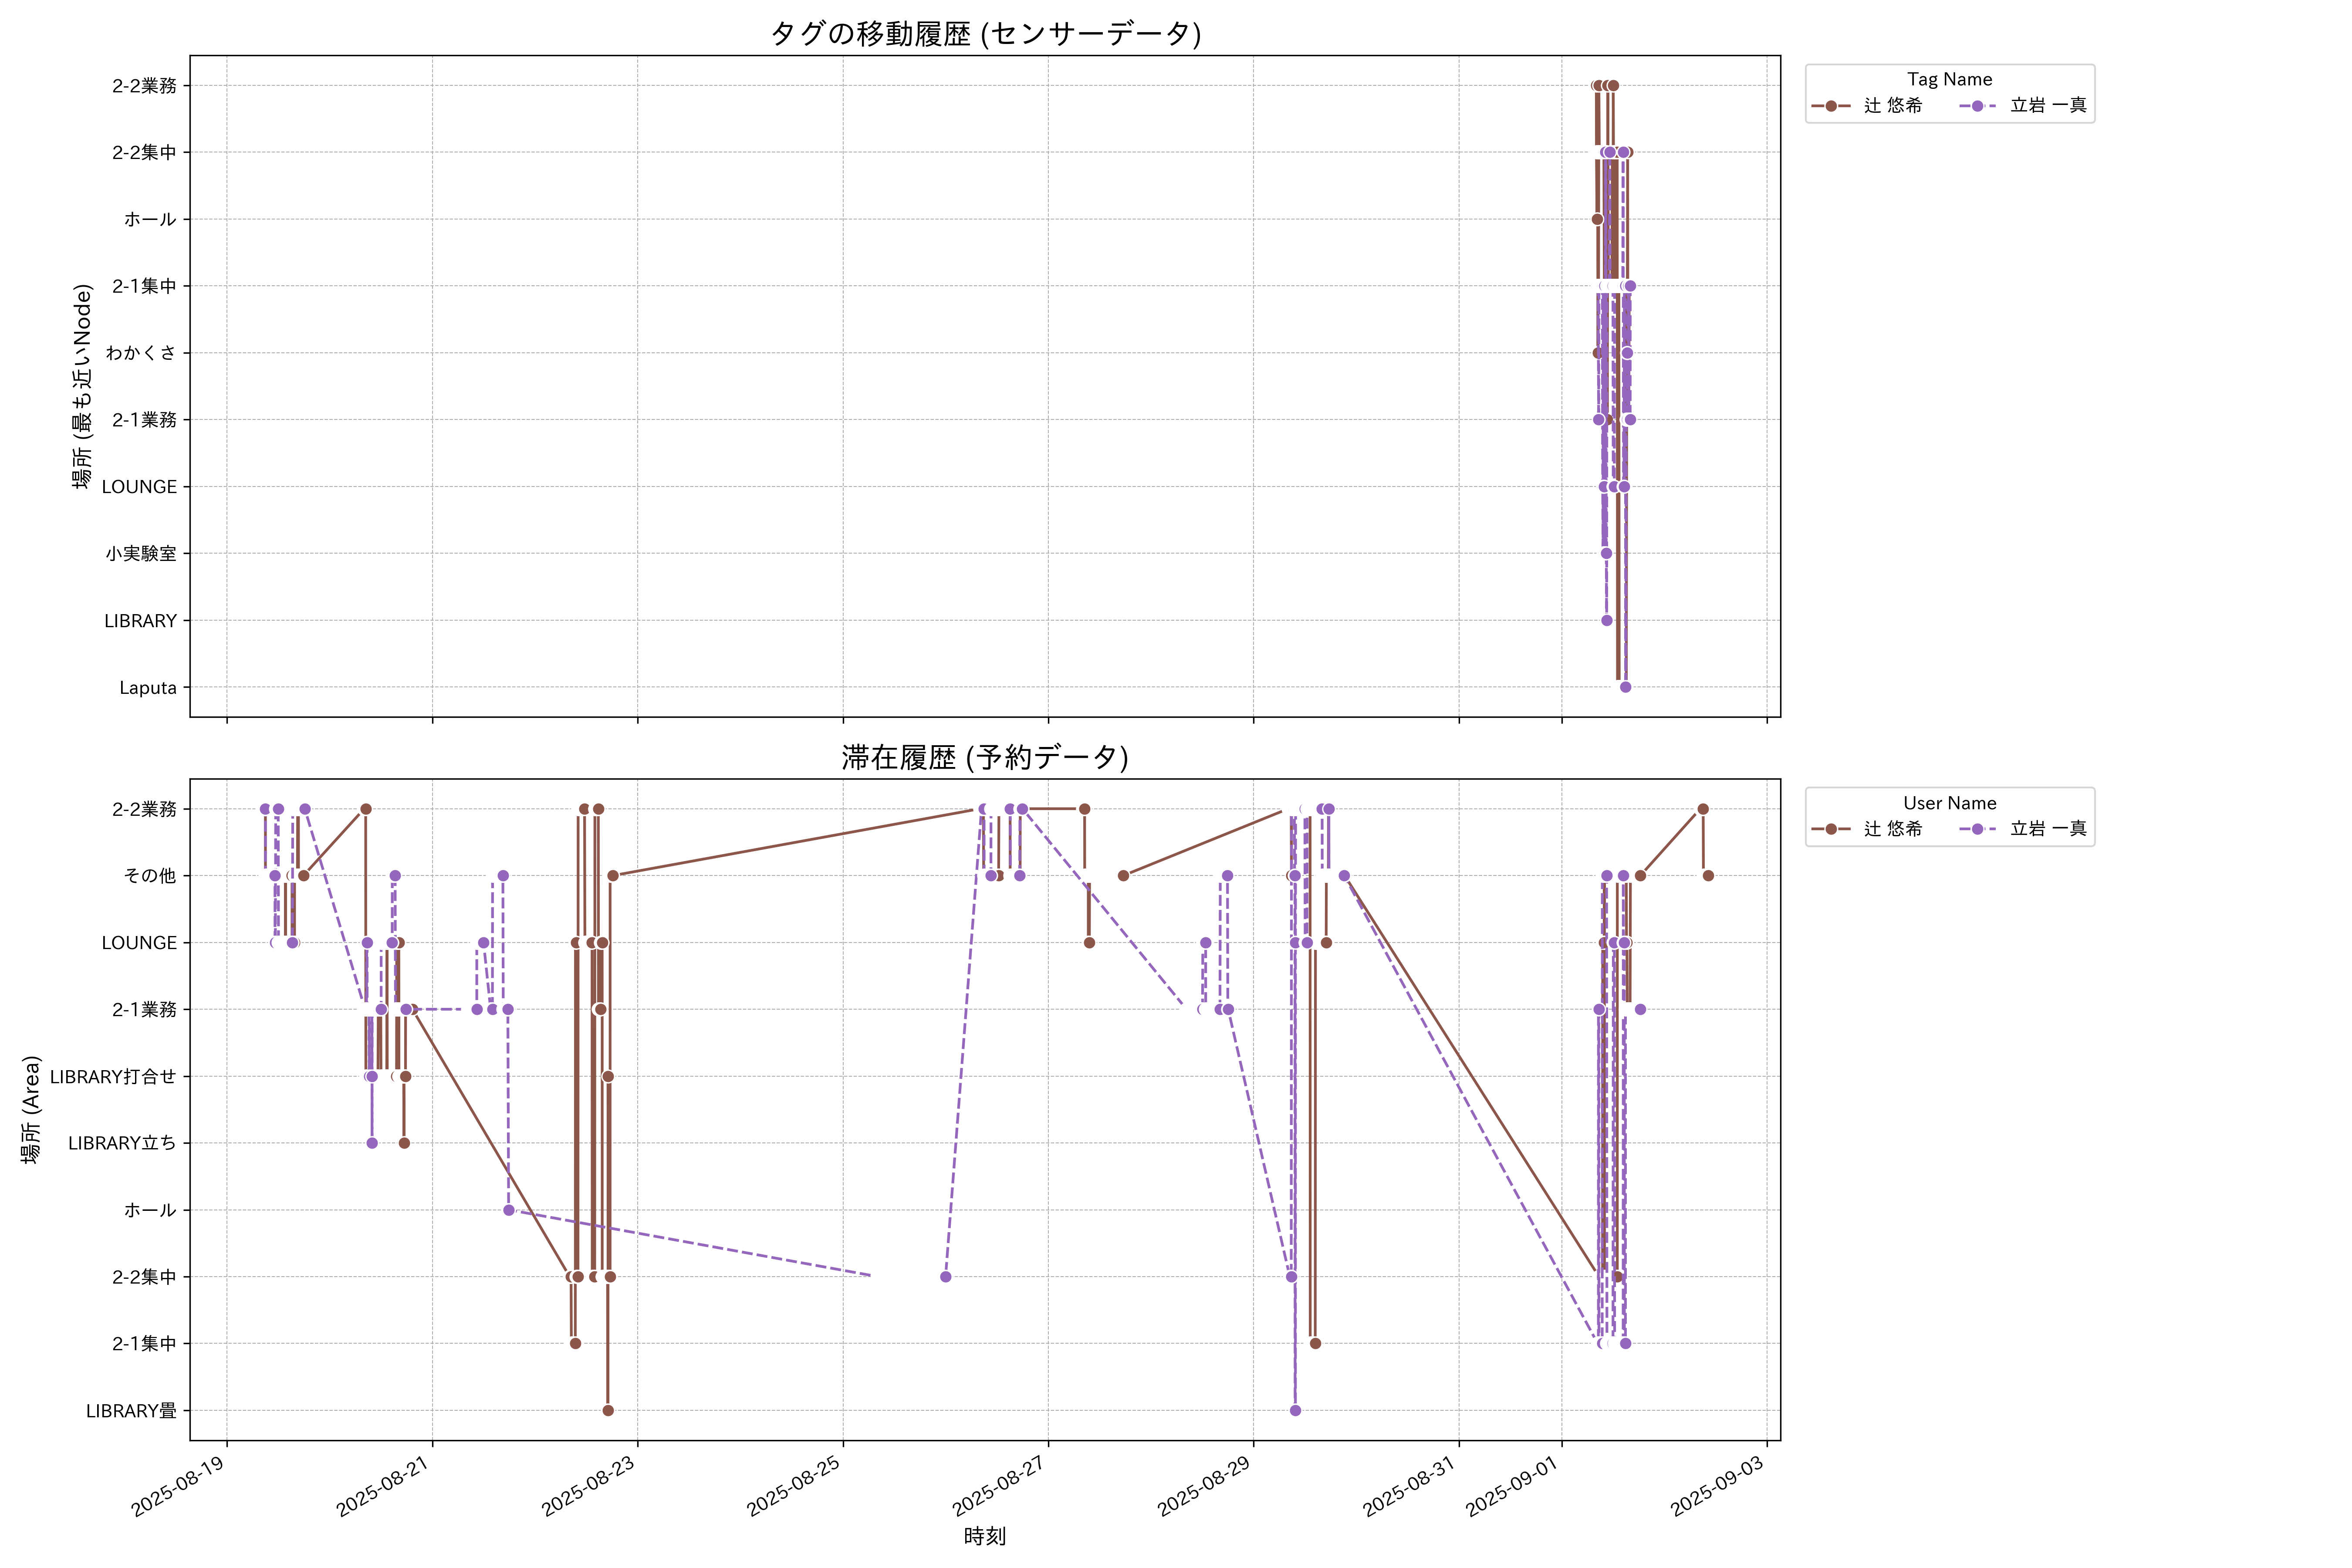 タグの移動履歴 (センサーデータ)
場所 (最も近いNode)
2-2業務
2-2集中
ホール
2-1集中
わかくさ
2-1業務
LOUNGE
小実験室
LIBRARY
Laputa
Tag Name
辻 悠希 立岩 一真
滞在履歴 (予約データ)
場所 (Area)
2-2業務
その他
LOUNGE
2-1業務
LIBRARY打合せ
LIBRARY立ち
ホール
2-2集中
2-1集中
LIBRARY畳
User Name
辻 悠希 立岩 一真
2025-08-19
2025-08-21
2025-08-23
2025-08-25
2025-08-27
2025-08-29
2025-08-31
2025-09-01
2025-09-03
時刻